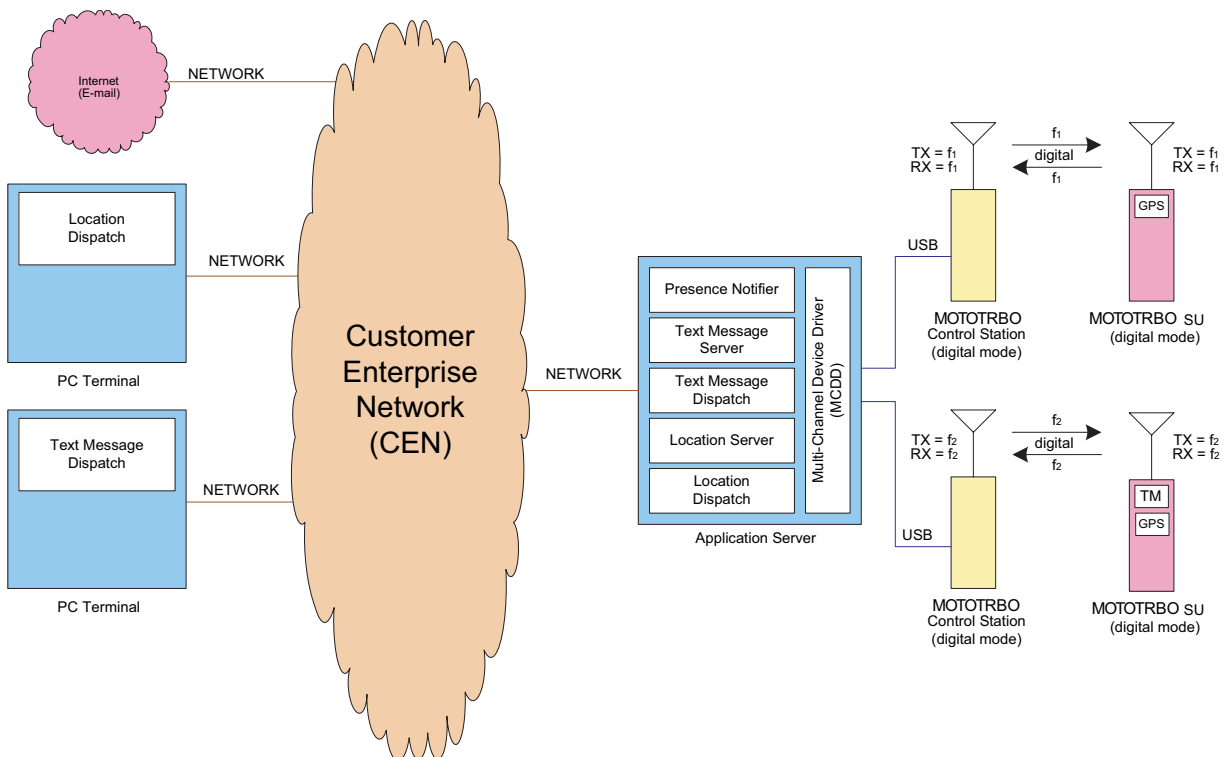 Internet
(E-mail)
NETWORK
Location
Dispatch
NETWORK
PC Terminal
Text Message
Dispatch
NETWORK
PC Terminal
Customer
Enterprise
Network
(CEN)
NETWORK
Presence Notifier
Text Message
Server
Text Message
Dispatch
Location Server
Location
Dispatch
Multi-Channel Device Driver
(MCDD)
Application Server
USB
USB
TX = f1
RX = f1
f1
digital
f1
TX = f1
RX = f1
GPS
MOTOTRBO
Control Station
(digital mode)
MOTOTRBO SU
(digital mode)
TX = f2
RX = f2
f2
digital
f2
TX = f2
RX = f2
TM
GPS
MOTOTRBO
Control Station
(digital mode)
MOTOTRBO SU
(digital mode)